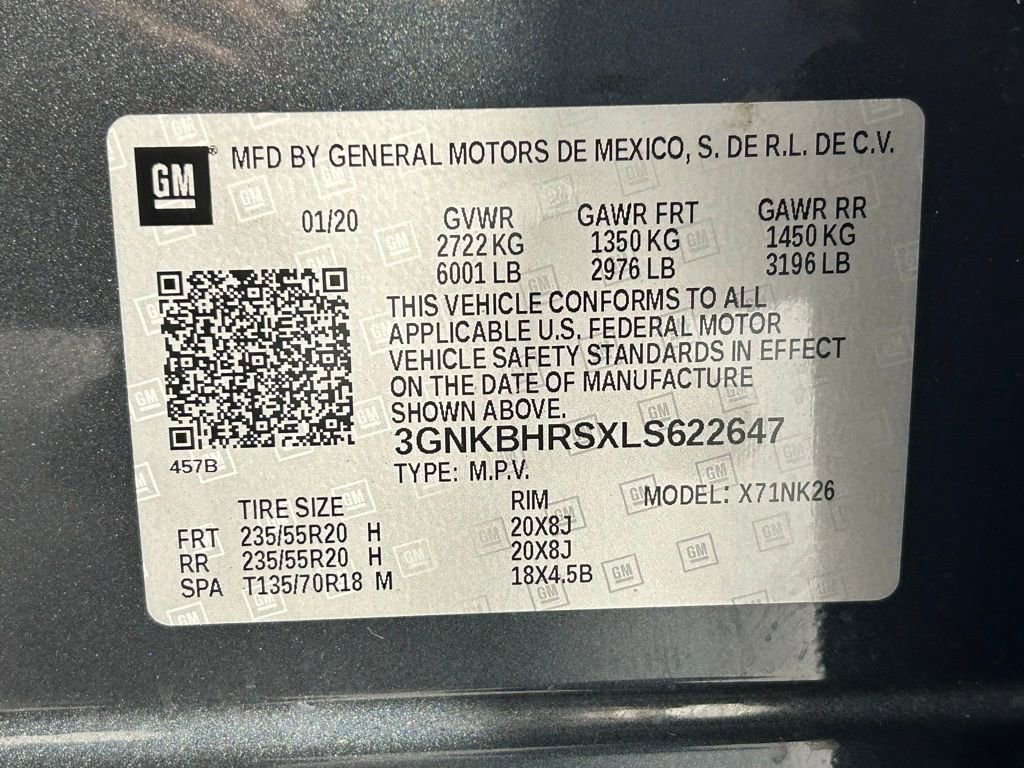 GM
MFD BY GENERAL MOTORS DE MEXICO, S. DE R.L. DE C.V.
01/20 GVWR GAWR FRT GAWR RR
2722 KG 1350 KG 1450 KG
6001 LB 2976 LB 3196 LB
THIS VEHICLE CONFORMS TO ALL
APPLICABLE U.S. FEDERAL MOTOR
VEHICLE SAFETY STANDARDS IN EFFECT
ON THE DATE OF MANUFACTURE
SHOWN ABOVE.
3GNKBHRSXLS622647
457B
TYPE: M.P.V.
TIRE SIZE RIM MODEL: X71NK26
FRT 235/55R20 H 20X8J
RR 235/55R20 H 20X8J
SPA T135/70R18 M 18X4.5B